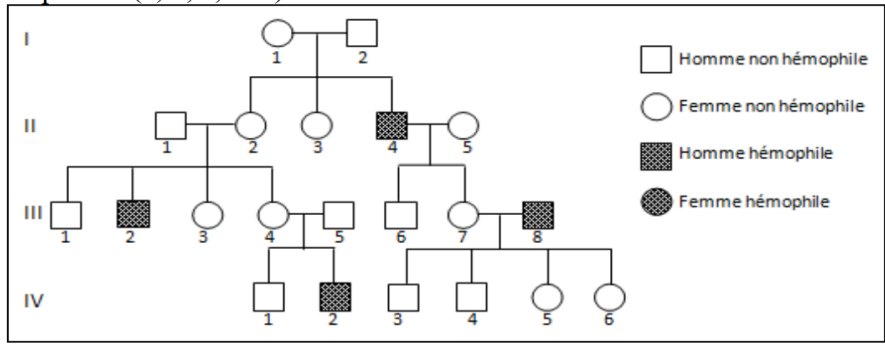 I
1 2
Homme non hémophile
Femme non hémophile
II
1 2 3 4 5
Homme hémophile
Femme hémophile
III
1 2 3 4 5 6 7 8
IV
1 2 3 4 5 6